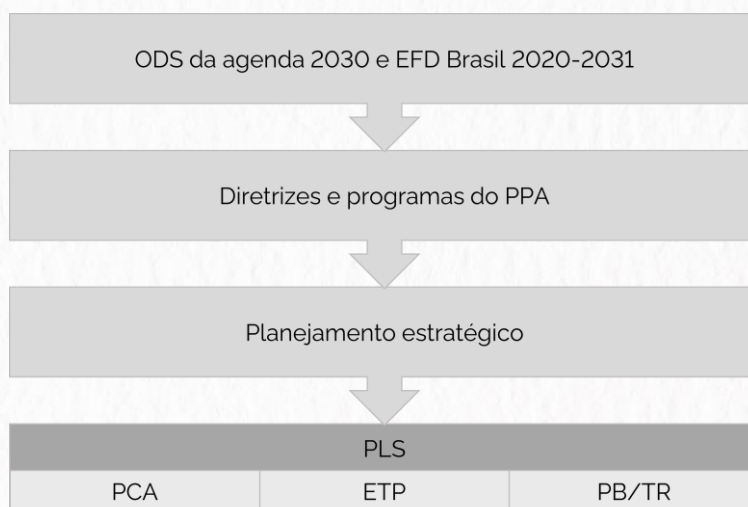 ODS da agenda 2030 e EFD Brasil 2020-2031
Diretrizes e programas do PPA
Planejamento estratégico
PLS
PCA ETP PB/TR